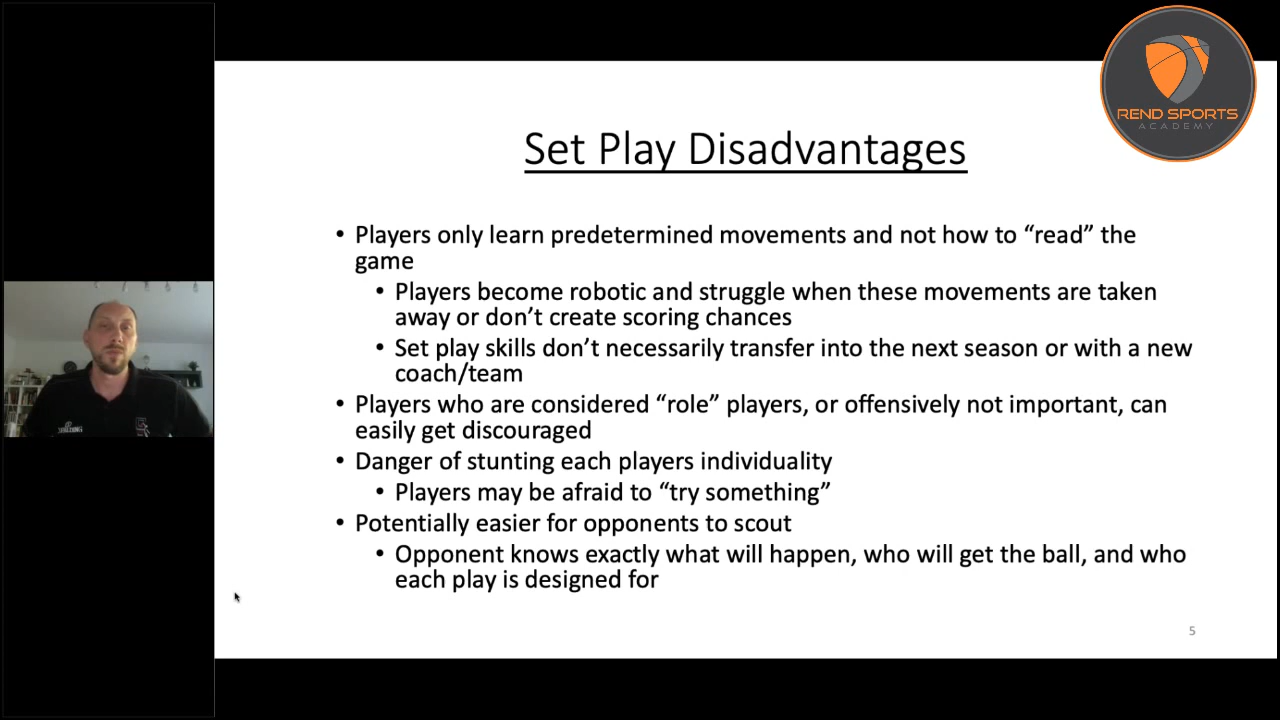 REND SPORTS
ACADEMY
Set Play Disadvantages
• Players only learn predetermined movements and not how to “read” the
game
• Players become robotic and struggle when these movements are taken
away or don’t create scoring chances
• Set play skills don’t necessarily transfer into the next season or with a new
coach/team
• Players who are considered “role” players, or offensively not important, can
easily get discouraged
• Danger of stunting each players individuality
• Players may be afraid to “try something”
• Potentially easier for opponents to scout
• Opponent knows exactly what will happen, who will get the ball, and who
each play is designed for
5